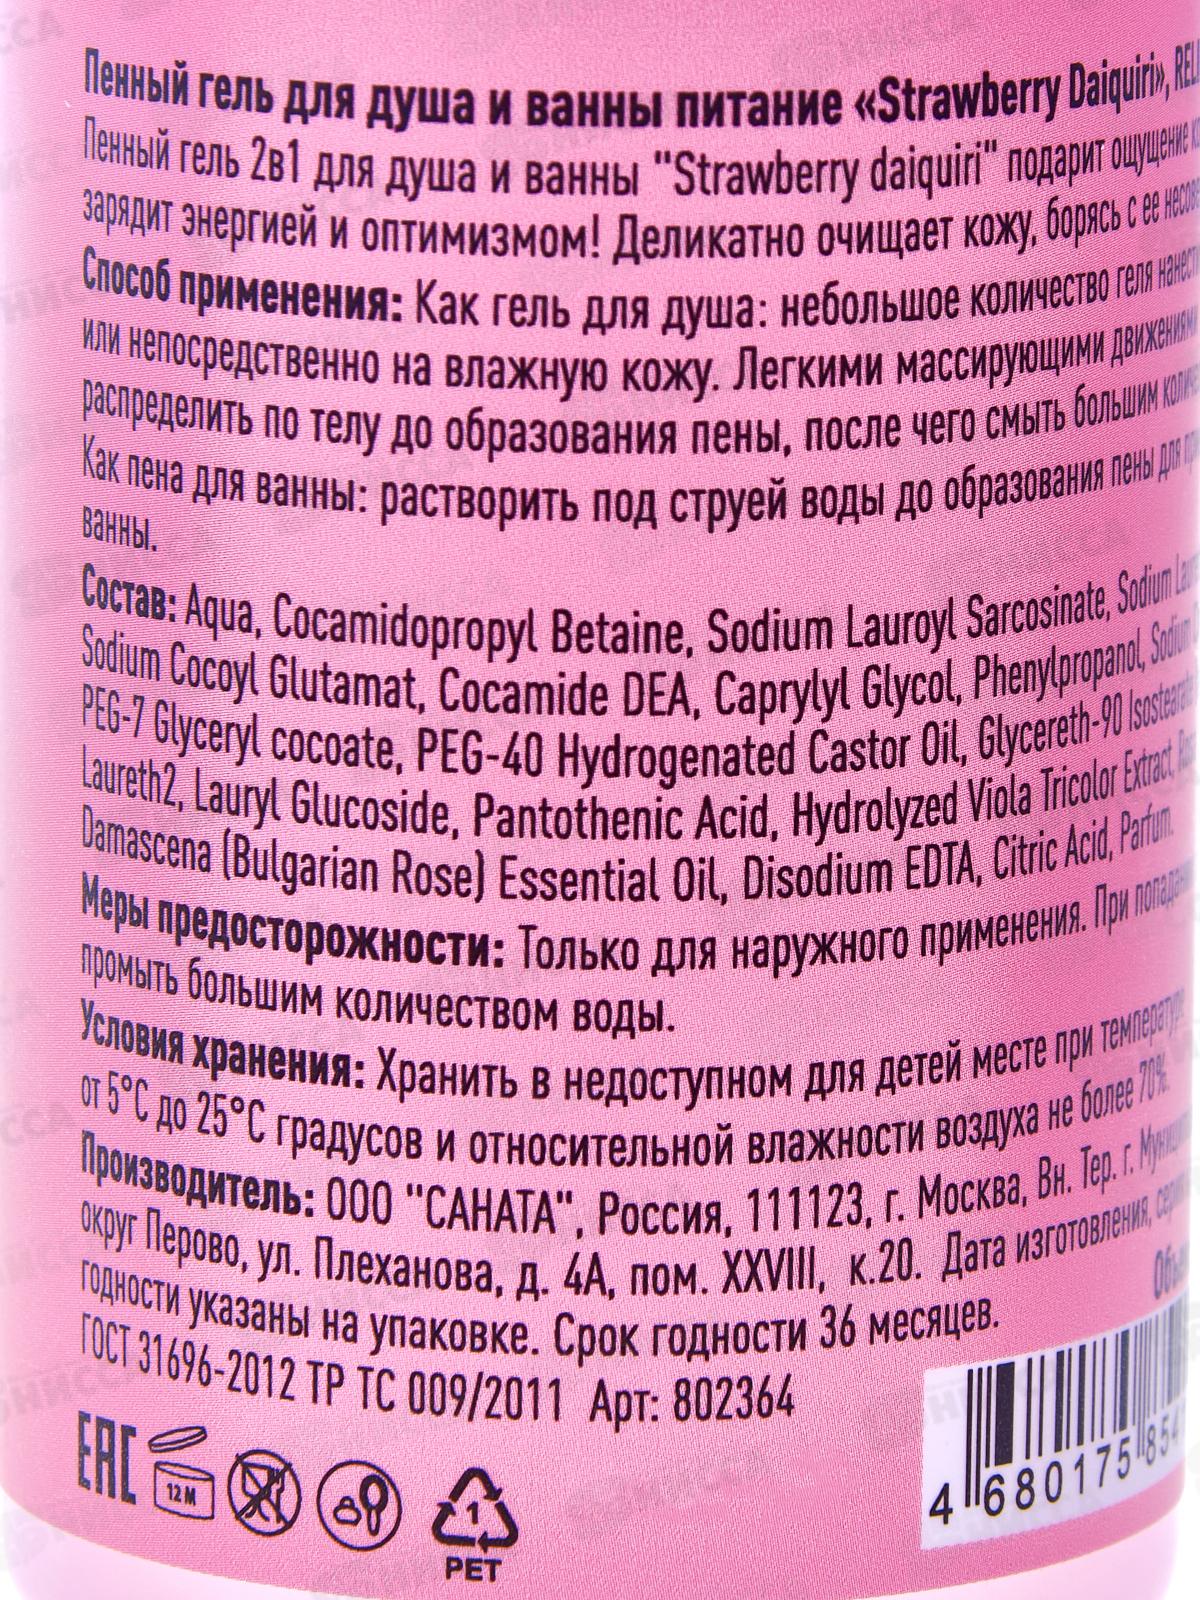 Пенный гель для душа и ванны питание «Strawberry Daiquiri»,
Пенный гель 2в1 для душа и ванны "Strawberry daiquiri" подарит ощущение
зарядит энергией и оптимизмом! Деликатно очищает кожу, борясь с ее
Способ применения: Как гель для душа: небольшое количество геля
или непосредственно на влажную кожу. Легкими массирующими движениями
распределить по телу до образования пены, после чего смыть большим
Как пена для ванны: растворить под струей воды до образования пены для
ванны.
Состав: Aqua, Cocamidopropyl Betaine, Sodium Lauroyl Sarcosinate, Sodium
Sodium Cocoyl Glutamat, Cocamide DEA, Caprylyl Glycol, Phenylpropanol, Sodium
PEG-7 Glyceryl cocoate, PEG-40 Hydrogenated Castor Oil, Glycereth-90
Laureth2, Lauryl Glucoside, Pantothenic Acid, Hydrolyzed Viola Tricolor Extract,
Damascena (Bulgarian Rose) Essential Oil, Disodium EDTA, Citric Acid, Parfum.
Меры предосторожности: Только для наружного применения. При
промыть большим количеством воды.
Условия хранения: Хранить в недоступном для детей месте при температуре
от 5°C до 25°C градусов и относительной влажности воздуха не более 70%.
Производитель: ООО "САНАТА", Россия, 111123, г. Москва, Вн. Тер. г.
округ Перово, ул. Плеханова, д. 4А, пом. XXVIII, к.20. Дата изготовления,
годности указаны на упаковке. Срок годности 36 месяцев.
ГОСТ 31696-2012 ТР ТС 009/2011 Арт: 802364
EAC
12 M
1
PET
4 680175 854